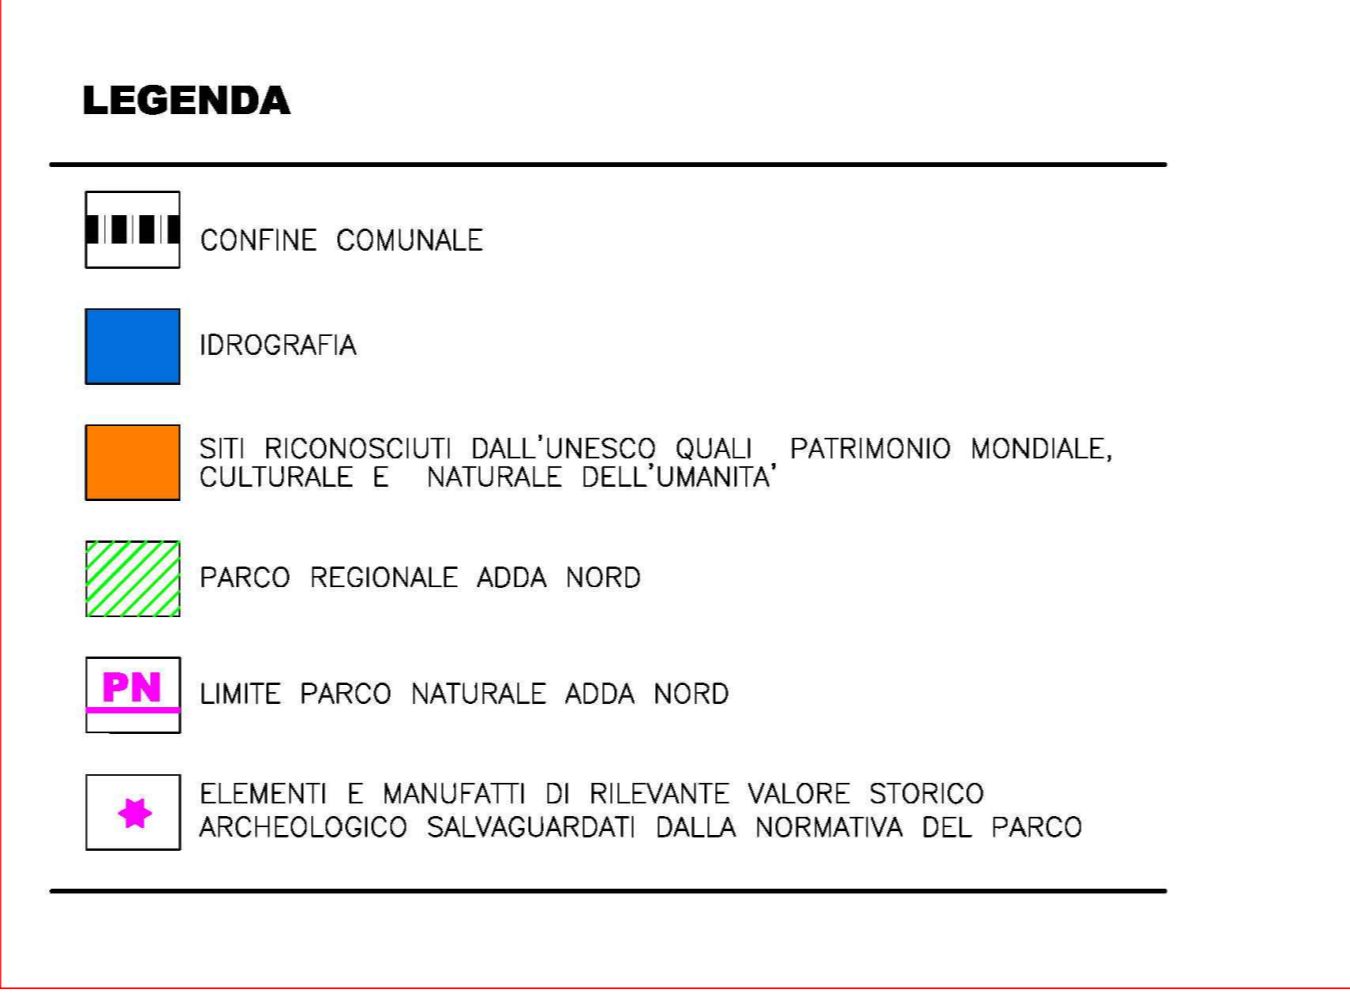 LEGENDA
CONFINE COMUNALE
IDROGRAFIA
SITI RICONOSCIUTI DALL'UNESCO QUALI PATRIMONIO MONDIALE,
CULTURALE E NATURALE DELL'UMANITA'
PARCO REGIONALE ADDA NORD
PN
LIMITE PARCO NATURALE ADDA NORD
ELEMENTI E MANUFATTI DI RILEVANTE VALORE STORICO
ARCHEOLOGICO SALVAGUARDATI DALLA NORMATIVA DEL PARCO